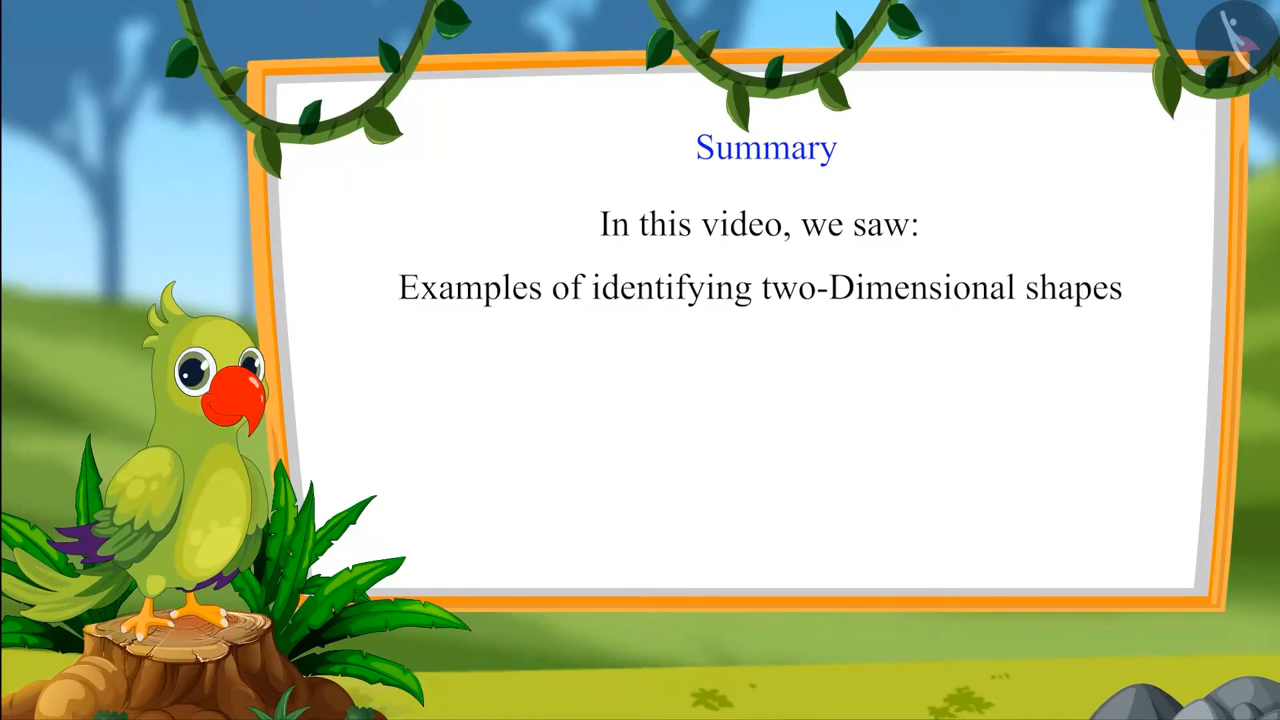 Summary
In this video, we saw:
Examples of identifying two-Dimensional shapes